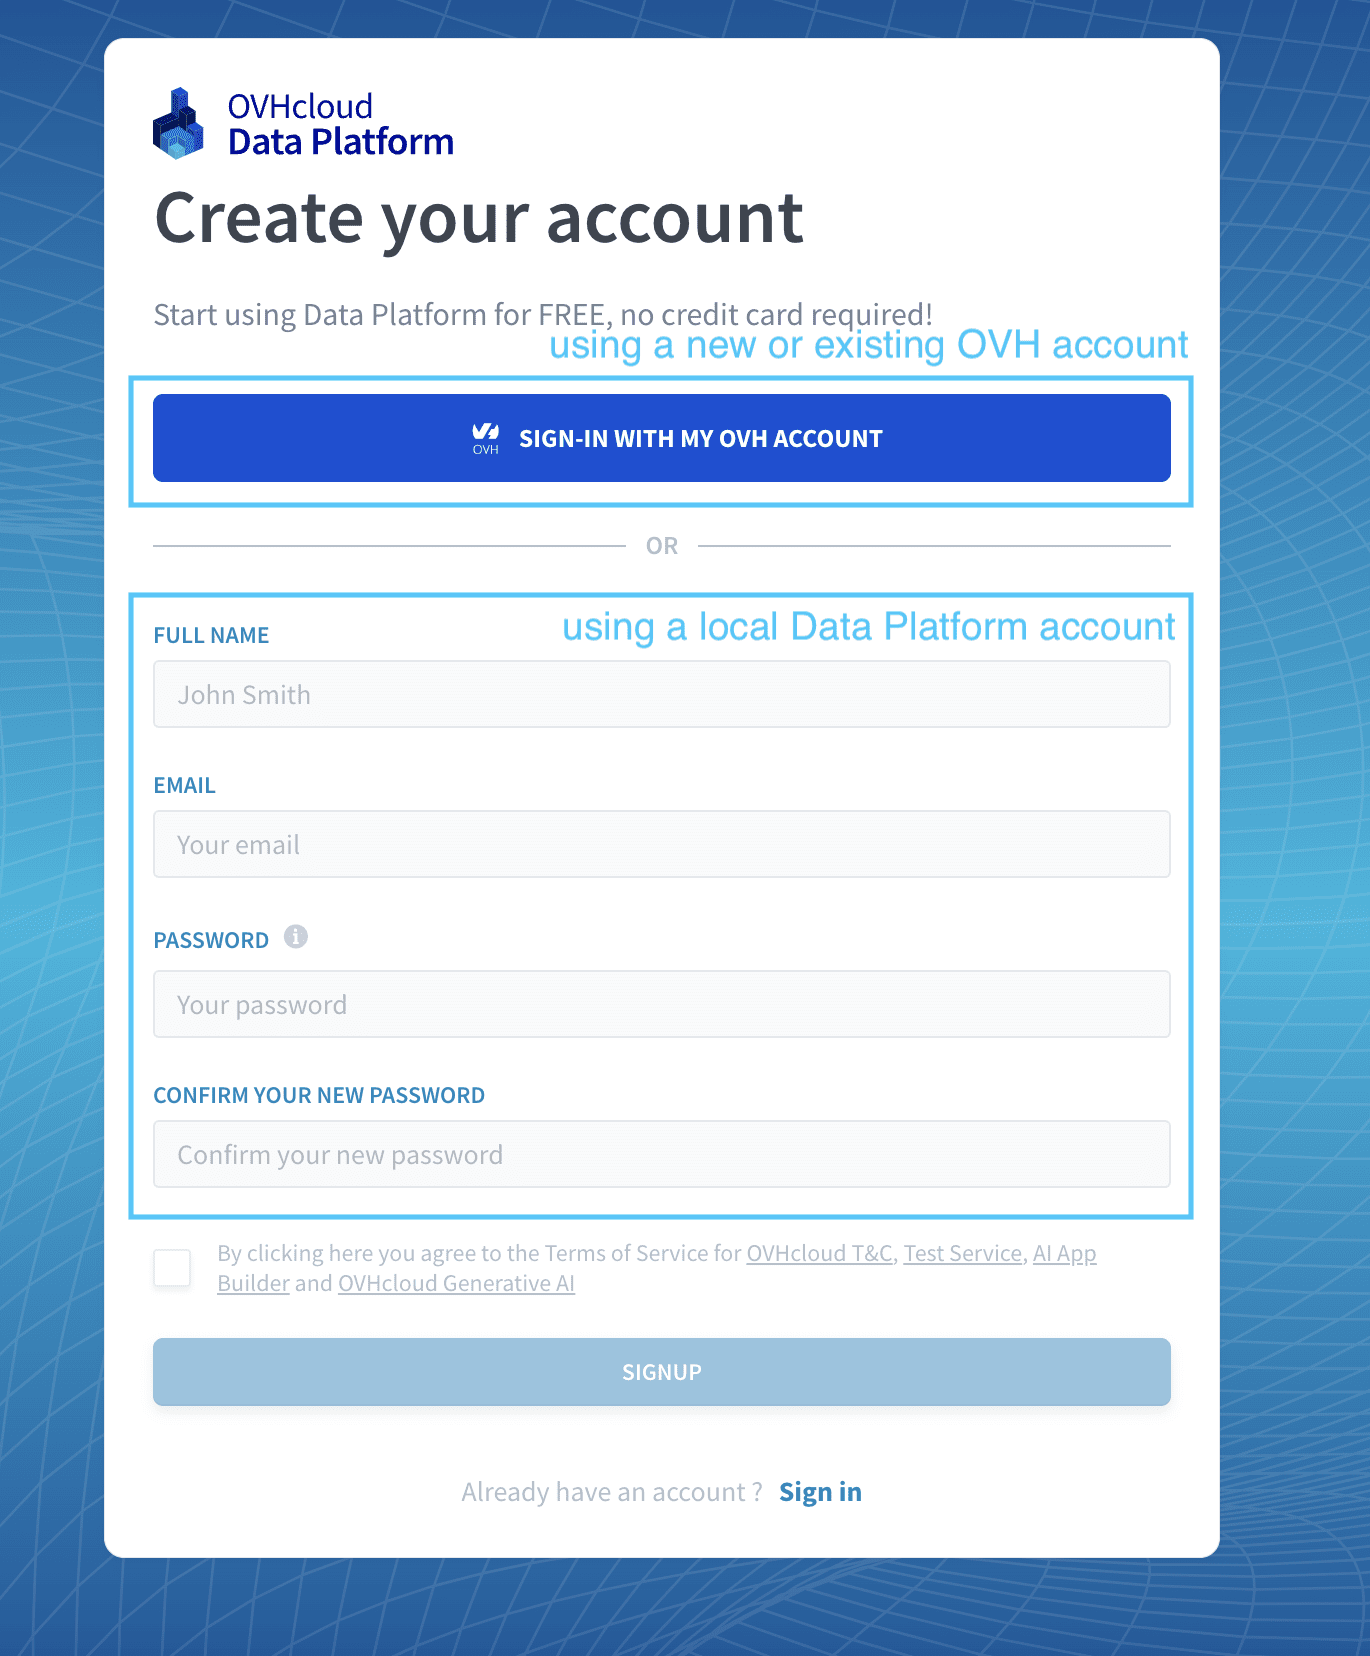 OVHcloud
Data Platform
Create your account
Start using Data Platform for FREE, no credit card required!
using a new or existing OVH account
OVH
SIGN-IN WITH MY OVH ACCOUNT
OR
using a local Data Platform account
FULL NAME
John Smith
EMAIL
Your email
PASSWORD
Your password
CONFIRM YOUR NEW PASSWORD
Confirm your new password
By clicking here you agree to the Terms of Service for OVHcloud T&C, Test Service, AI App
Builder and OVHcloud Generative AI
SIGNUP
Already have an account ? Sign in